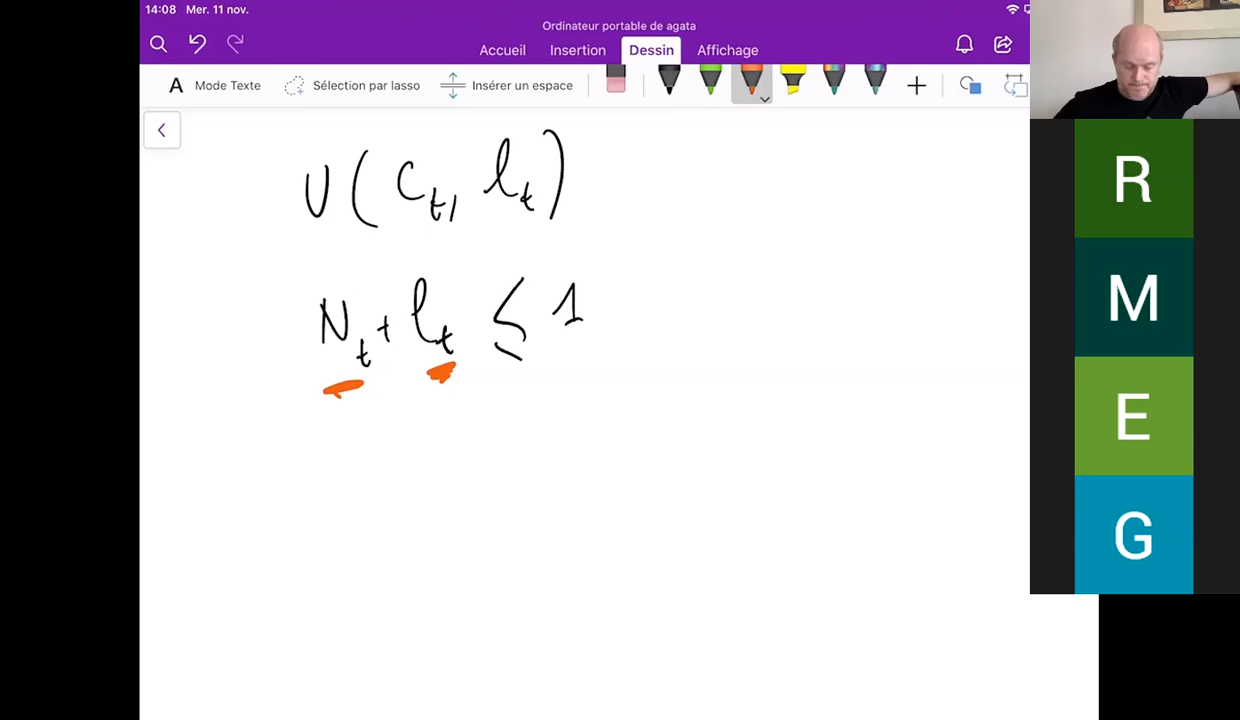 14:08 Mer. 11 nov.
Ordinateur portable de agata
Accueil Insertion Dessin Affichage
A Mode Texte Sélection par lasso Insérer un espace
U(C_t, l_t)
N_t + l_t ≤ 1
R
M
E
G